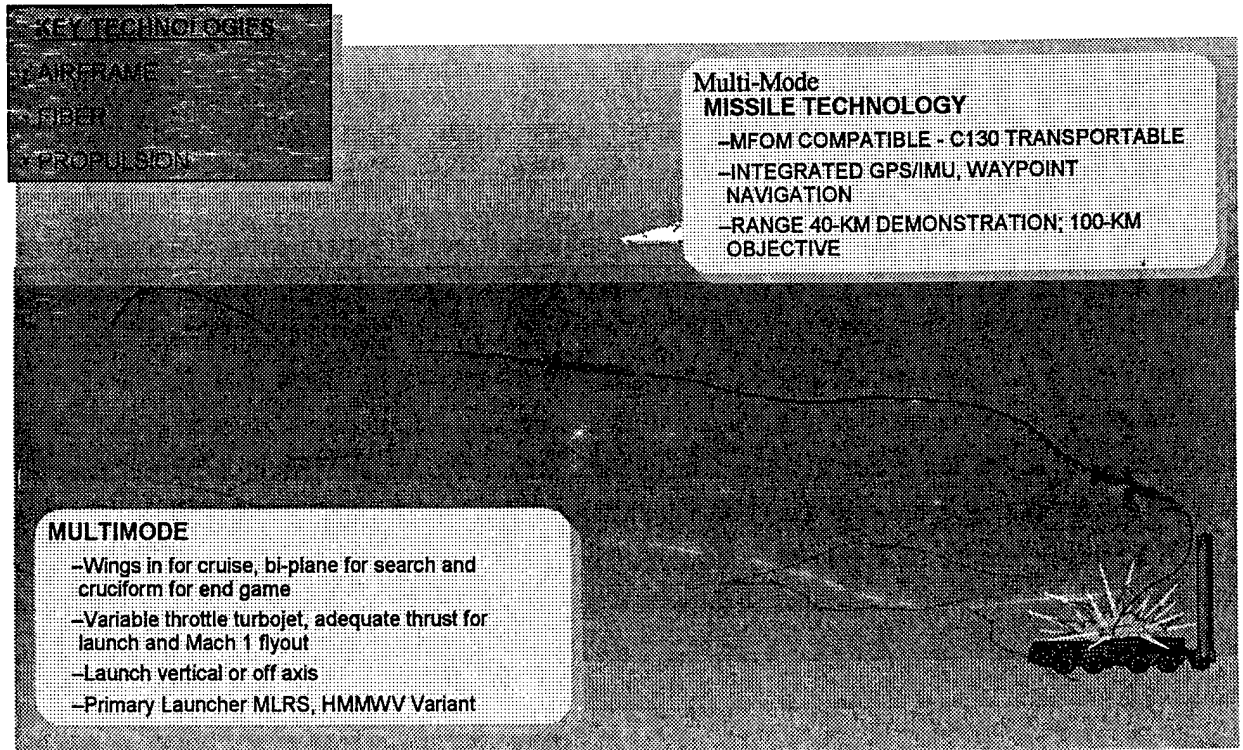 KEY TECHNOLOGIES
• AIRFRAME
• FIBER
• PROPULSION
Multi-Mode
MISSILE TECHNOLOGY
–MFOM COMPATIBLE - C130 TRANSPORTABLE
–INTEGRATED GPS/IMU, WAYPOINT
NAVIGATION
–RANGE 40-KM DEMONSTRATION; 100-KM
OBJECTIVE
MULTIMODE
–Wings in for cruise, bi-plane for search and
cruciform for end game
–Variable throttle turbojet, adequate thrust for
launch and Mach 1 flyout
–Launch vertical or off axis
–Primary Launcher MLRS, HMMWV Variant